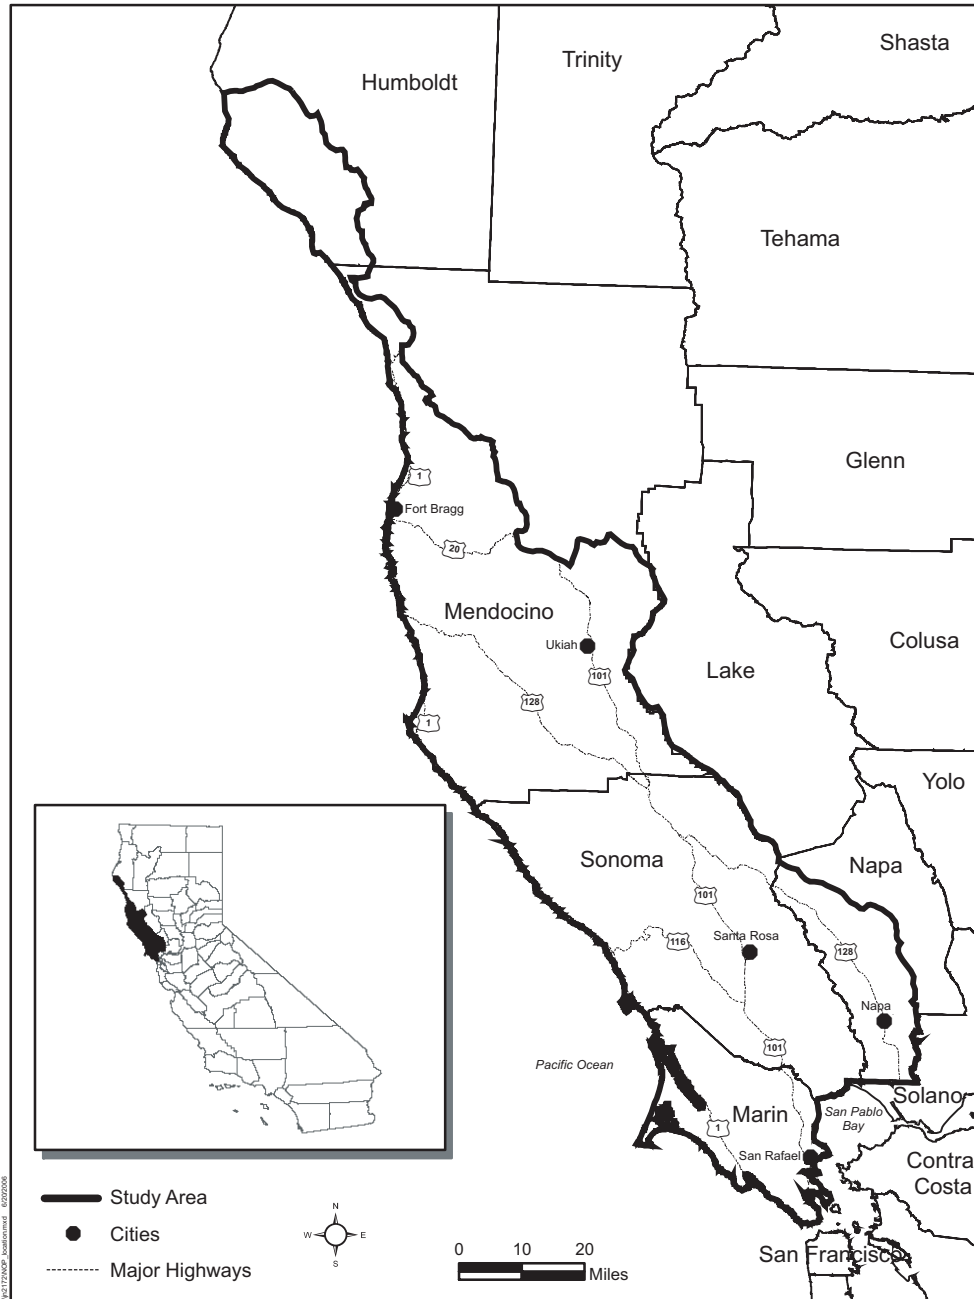 Shasta
Trinity
Humboldt
Tehama
Glenn
1
Fort Bragg
20
Mendocino
Colusa
Ukiah
Lake
101
128
1
Yolo
Sonoma
Napa
101
Santa Rosa
116
128
Napa
101
Pacific Ocean
Solano
Marin
San Pablo
Bay
1
San Rafael
Contra
Costa
Study Area
N
Cities
W
E
S
0
10
20
San Francisco
Major Highways
Miles